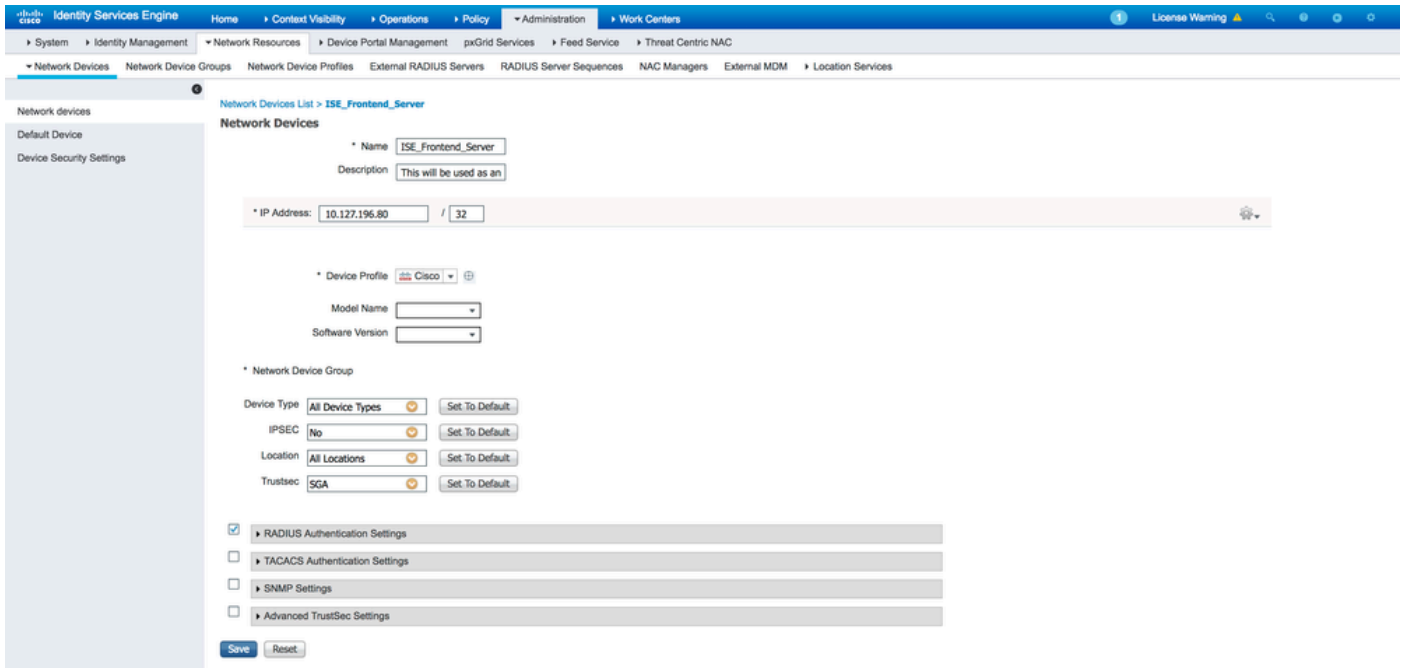 cisco Identity Services Engine Home Context Visibility Operations Policy Administration Work Centers 1 License Warning
System Identity Management Network Resources Device Portal Management pxGrid Services Feed Service Threat Centric NAC
Network Devices Network Device Groups Network Device Profiles External RADIUS Servers RADIUS Server Sequences NAC Managers External MDM Location Services
Network devices
Default Device
Device Security Settings
Network Devices List > ISE_Frontend_Server
Network Devices
* Name ISE_Frontend_Server
Description This will be used as an
* IP Address: 10.127.196.80 / 32
* Device Profile Cisco
Model Name
Software Version
* Network Device Group
Device Type All Device Types Set To Default
IPSEC No Set To Default
Location All Locations Set To Default
Trustsec SGA Set To Default
RADIUS Authentication Settings
TACACS Authentication Settings
SNMP Settings
Advanced TrustSec Settings
Save Reset